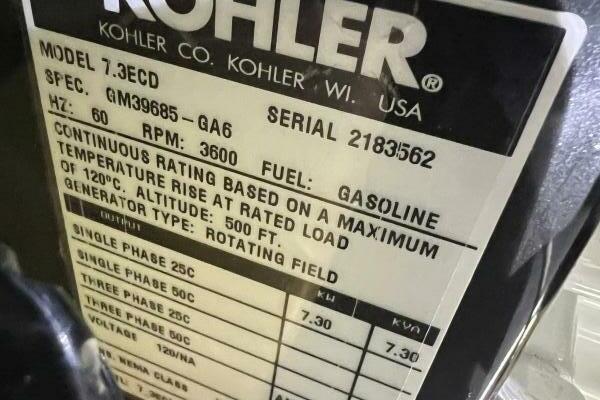 KOHLER®
KOHLER CO. KOHLER WI. USA
MODEL 7.3ECD
SPEC. GM39685-GA6 SERIAL 2183562
HZ: 60 RPM: 3600 FUEL: GASOLINE
CONTINUOUS RATING BASED ON A MAXIMUM
TEMPERATURE RISE AT RATED LOAD
OF 120°C. ALTITUDE: 500 FT.
GENERATOR TYPE: ROTATING FIELD
OUTPUT KW KVA
SINGLE PHASE 25C 7.30 7.30
SINGLE PHASE 50C
THREE PHASE 25C
THREE PHASE 50C
VOLTAGE 120/NA
NEMA CLASS